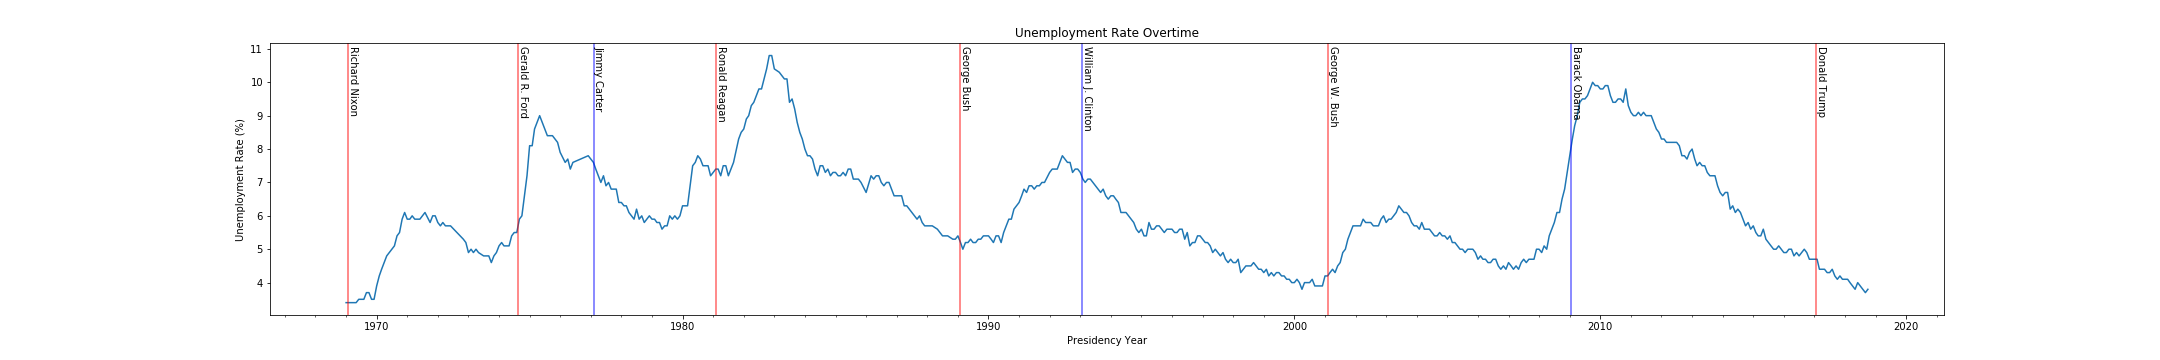 Unemployment Rate Overtime
Unemployment Rate (%)
11
10
9
8
7
6
5
4
Richard Nixon
Gerald R. Ford
Jimmy Carter
Ronald Reagan
George Bush
William J. Clinton
George W. Bush
Barack Obama
Donald Trump
1970
1980
1990
2000
2010
2020
Presidency Year